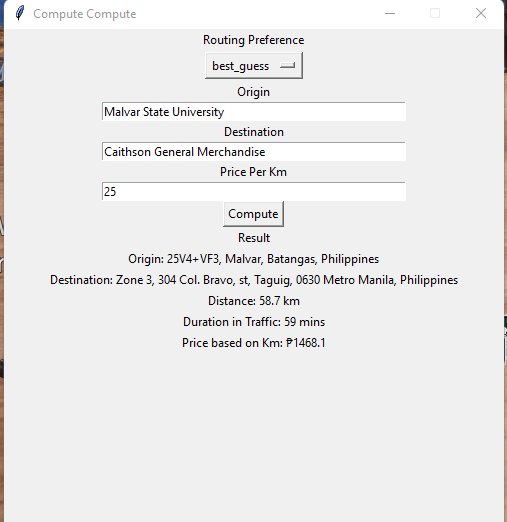 Compute Compute
Routing Preference
best_guess
Origin
Malvar State University
Destination
Caithson General Merchandise
Price Per Km
25
Compute
Result
Origin: 25V4+VF3, Malvar, Batangas, Philippines
Destination: Zone 3, 304 Col. Bravo, st, Taguig, 0630 Metro Manila, Philippines
Distance: 58.7 km
Duration in Traffic: 59 mins
Price based on Km: ₱1468.1